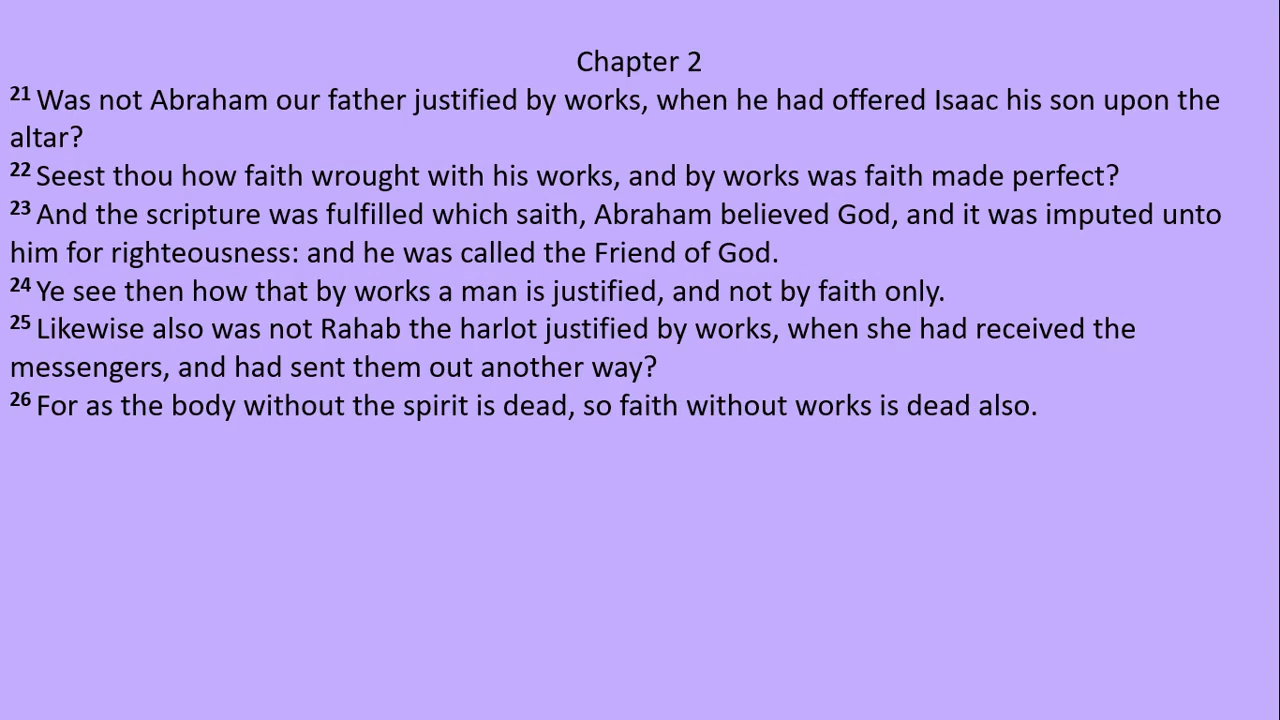 Chapter 2
21 Was not Abraham our father justified by works, when he had offered Isaac his son upon the
altar?
22 Seest thou how faith wrought with his works, and by works was faith made perfect?
23 And the scripture was fulfilled which saith, Abraham believed God, and it was imputed unto
him for righteousness: and he was called the Friend of God.
24 Ye see then how that by works a man is justified, and not by faith only.
25 Likewise also was not Rahab the harlot justified by works, when she had received the
messengers, and had sent them out another way?
26 For as the body without the spirit is dead, so faith without works is dead also.